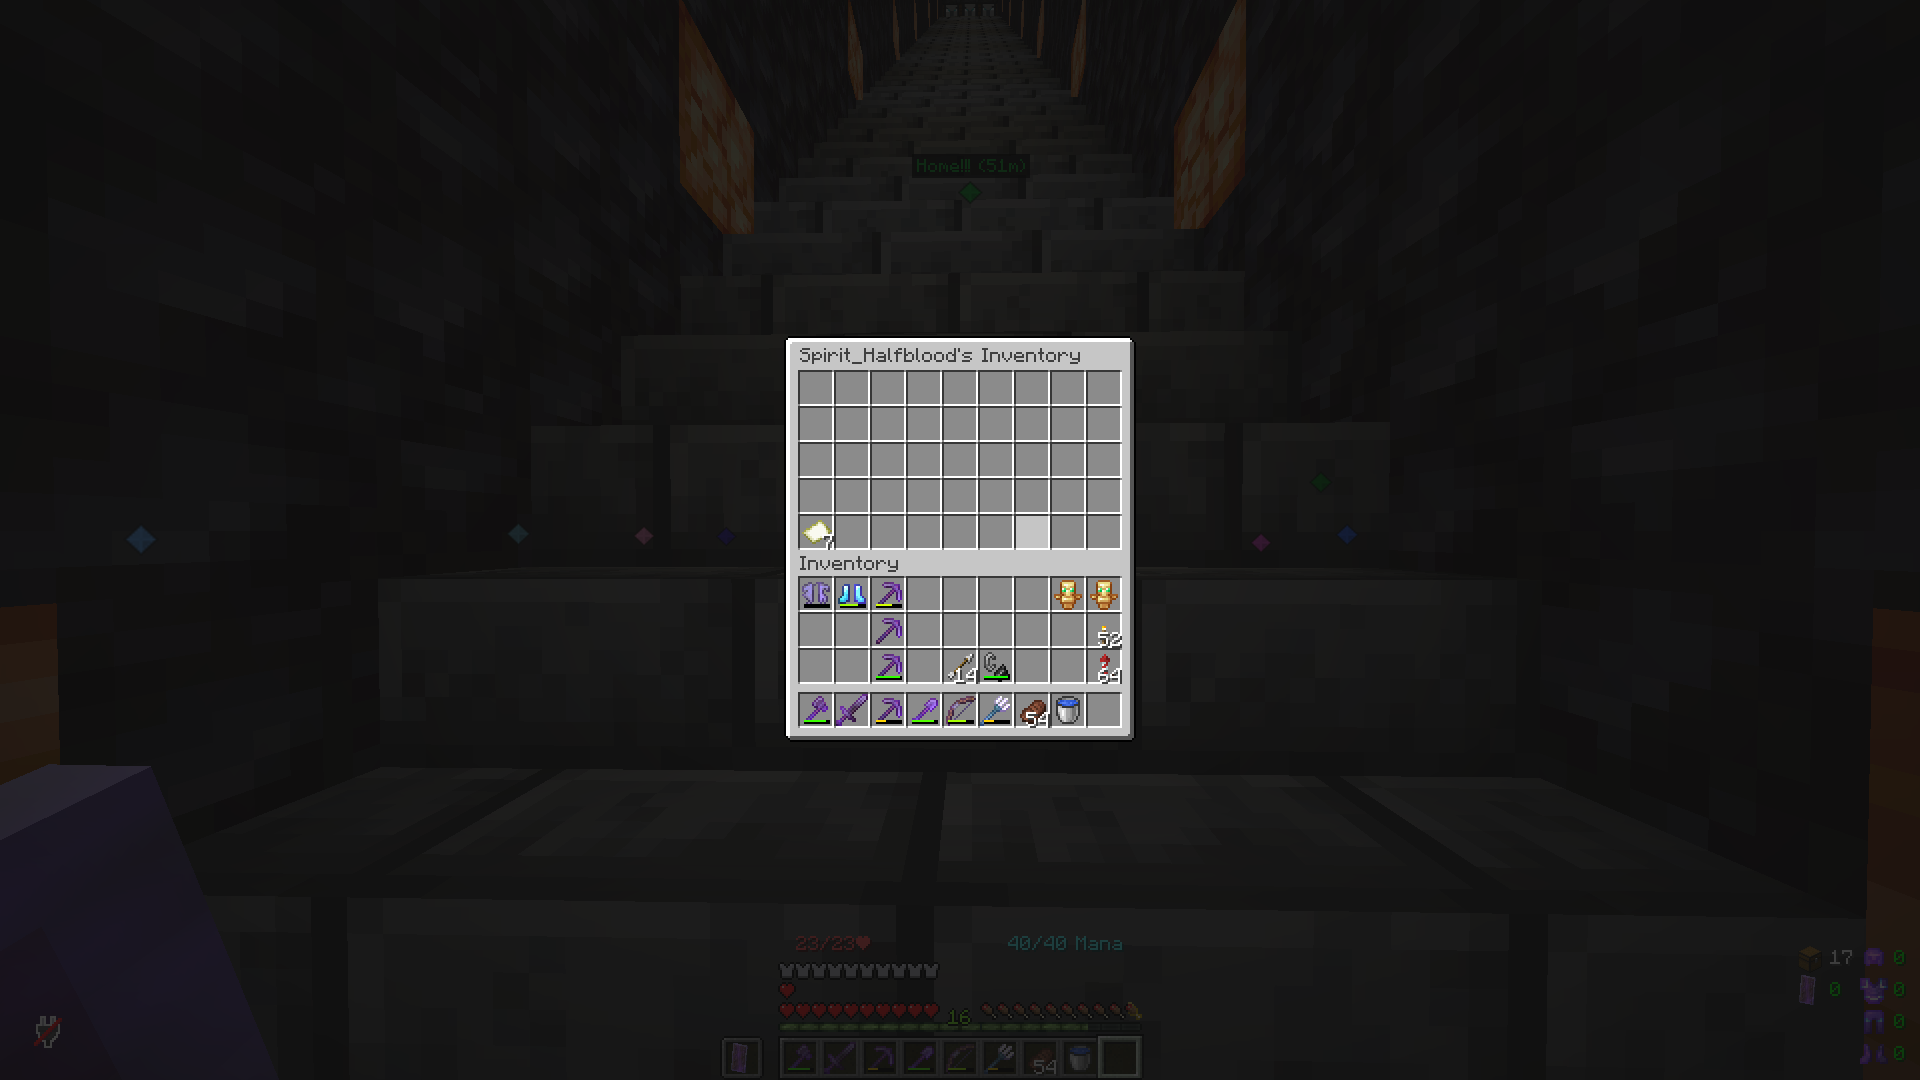 Home!!! (51m)
Spirit_Halfblood's Inventory
7
Inventory
52
+14
64
54
23/23❤ 40/40 Mana
17 0
0 0
16
0
54
0